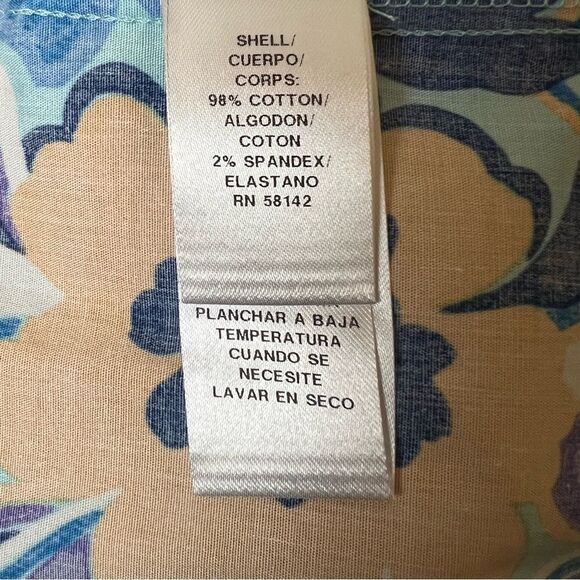 SHELL/
CUERPO/
CORPS:
98% COTTON/
ALGODON/
COTON
2% SPANDEX/
ELASTANO
RN 58142
PLANCHAR A BAJA
TEMPERATURA
CUANDO SE
NECESITE
LAVAR EN SECO